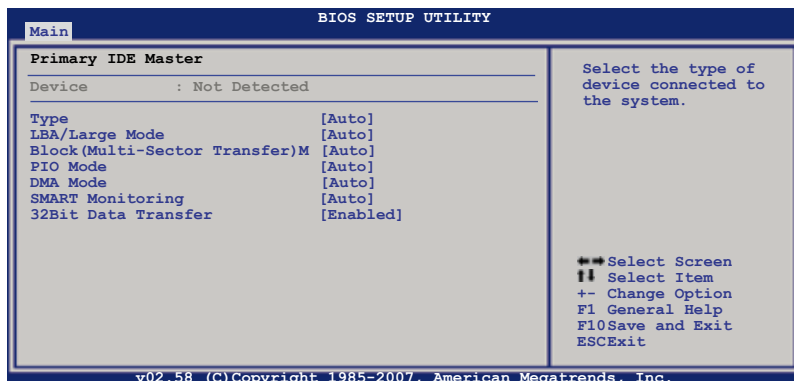 BIOS SETUP UTILITY
Main
Primary IDE Master
Device : Not Detected
Type [Auto]
LBA/Large Mode [Auto]
Block(Multi-Sector Transfer)M [Auto]
PIO Mode [Auto]
DMA Mode [Auto]
SMART Monitoring [Auto]
32Bit Data Transfer [Enabled]
Select the type of
device connected to
the system.
Select Screen
Select Item
+- Change Option
F1 General Help
F10Save and Exit
ESCExit
v02.58 (C)Copyright 1985-2007, American Megatrends, Inc.